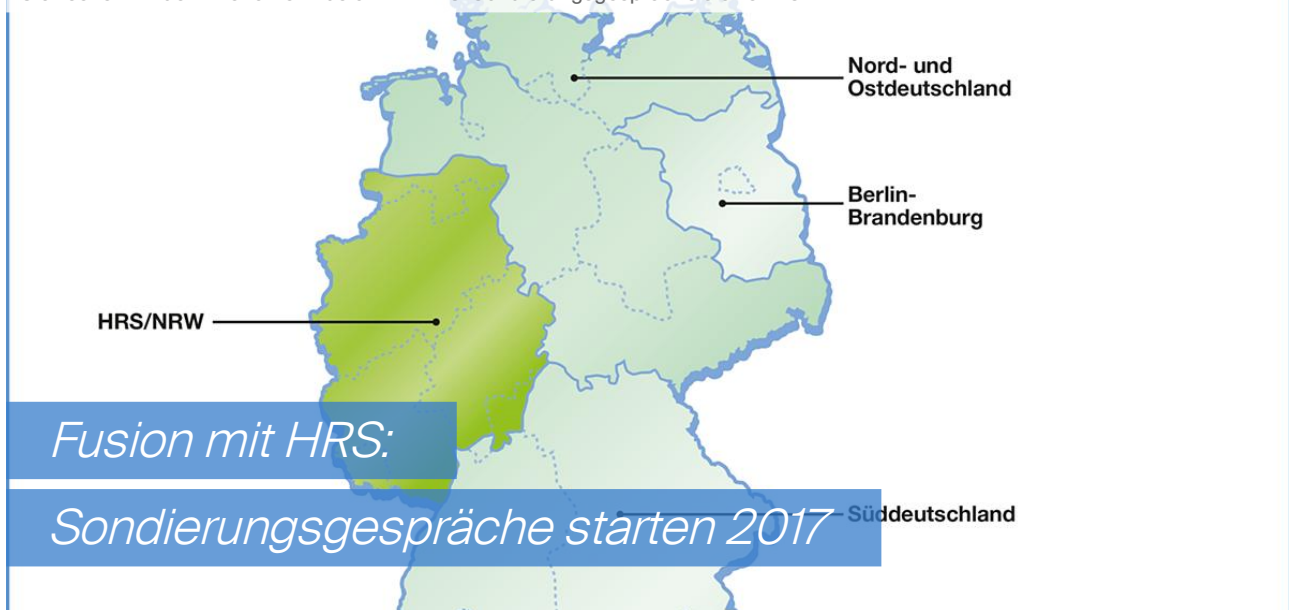 Nord- und
Ostdeutschland
Berlin-
Brandenburg
HRS/NRW
Fusion mit HRS:
Sondierungsgespräche starten 2017
Süddeutschland